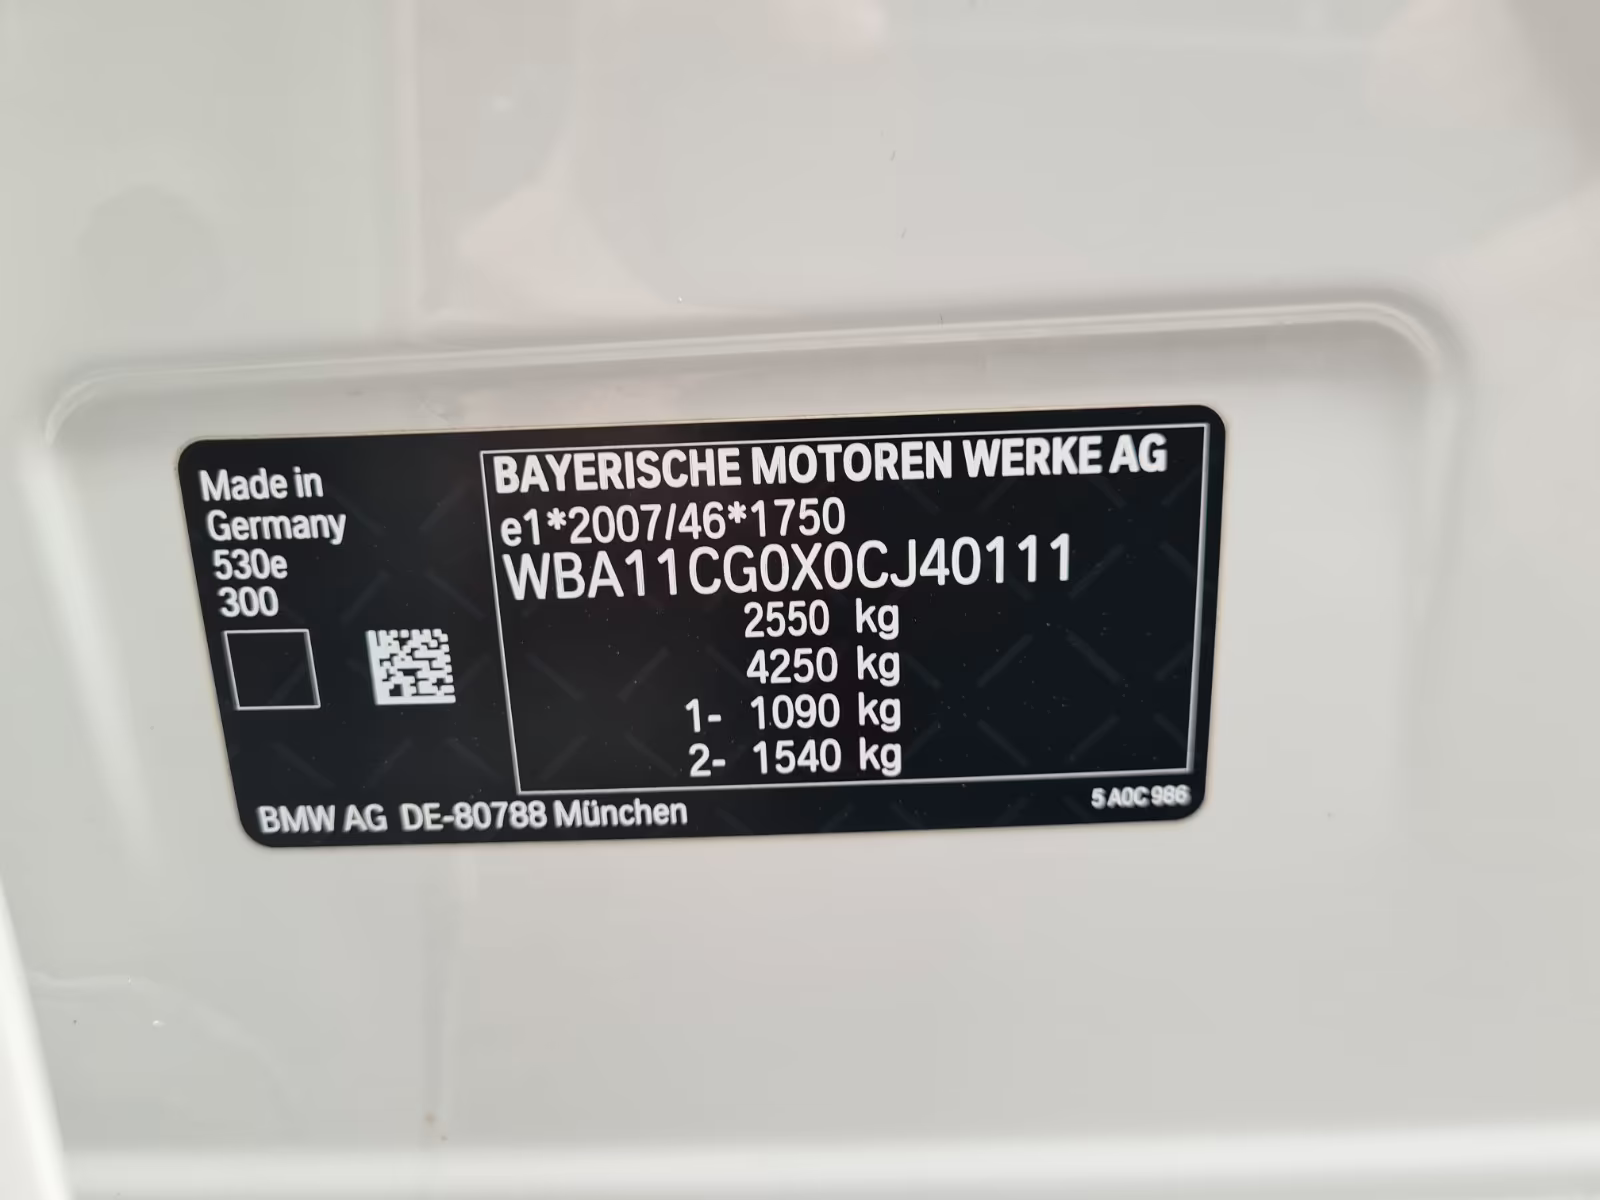 Made in
Germany
530e
300
BAYERISCHE MOTOREN WERKE AG
e1*2007/46*1750
WBA11CG0X0CJ40111
2550 kg
4250 kg
1- 1090 kg
2- 1540 kg
BMW AG DE-80788 München
5 A0C 986